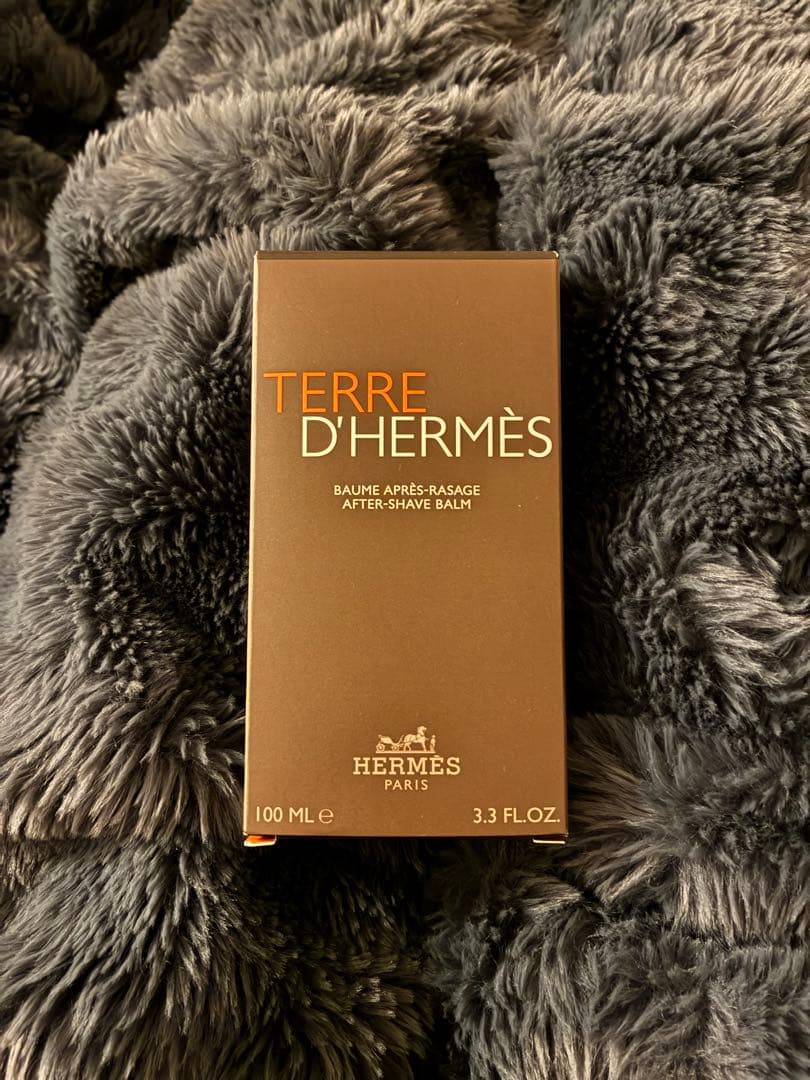 TERRE
D'HERMÈS
BAUME APRÈS-RASAGE
AFTER-SHAVE BALM
HERMÈS
PARIS
100 ML ℮ 3.3 FL.OZ.